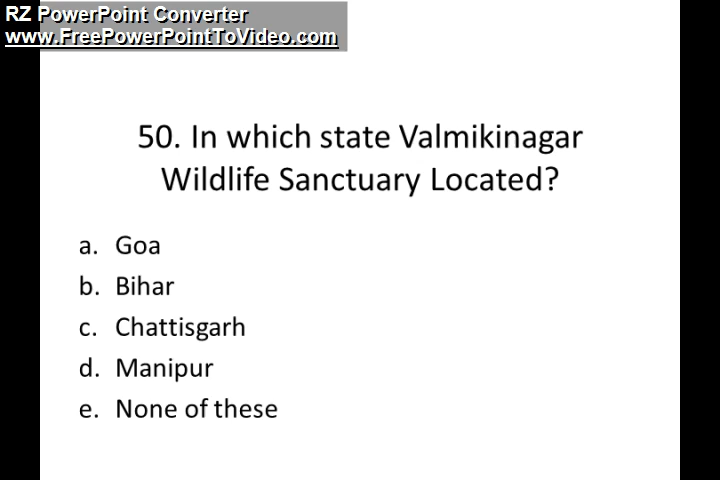 RZ PowerPoint Converter
www.FreePowerPointToVideo.com
50. In which state Valmikinagar
Wildlife Sanctuary Located?
a. Goa
b. Bihar
c. Chattisgarh
d. Manipur
e. None of these